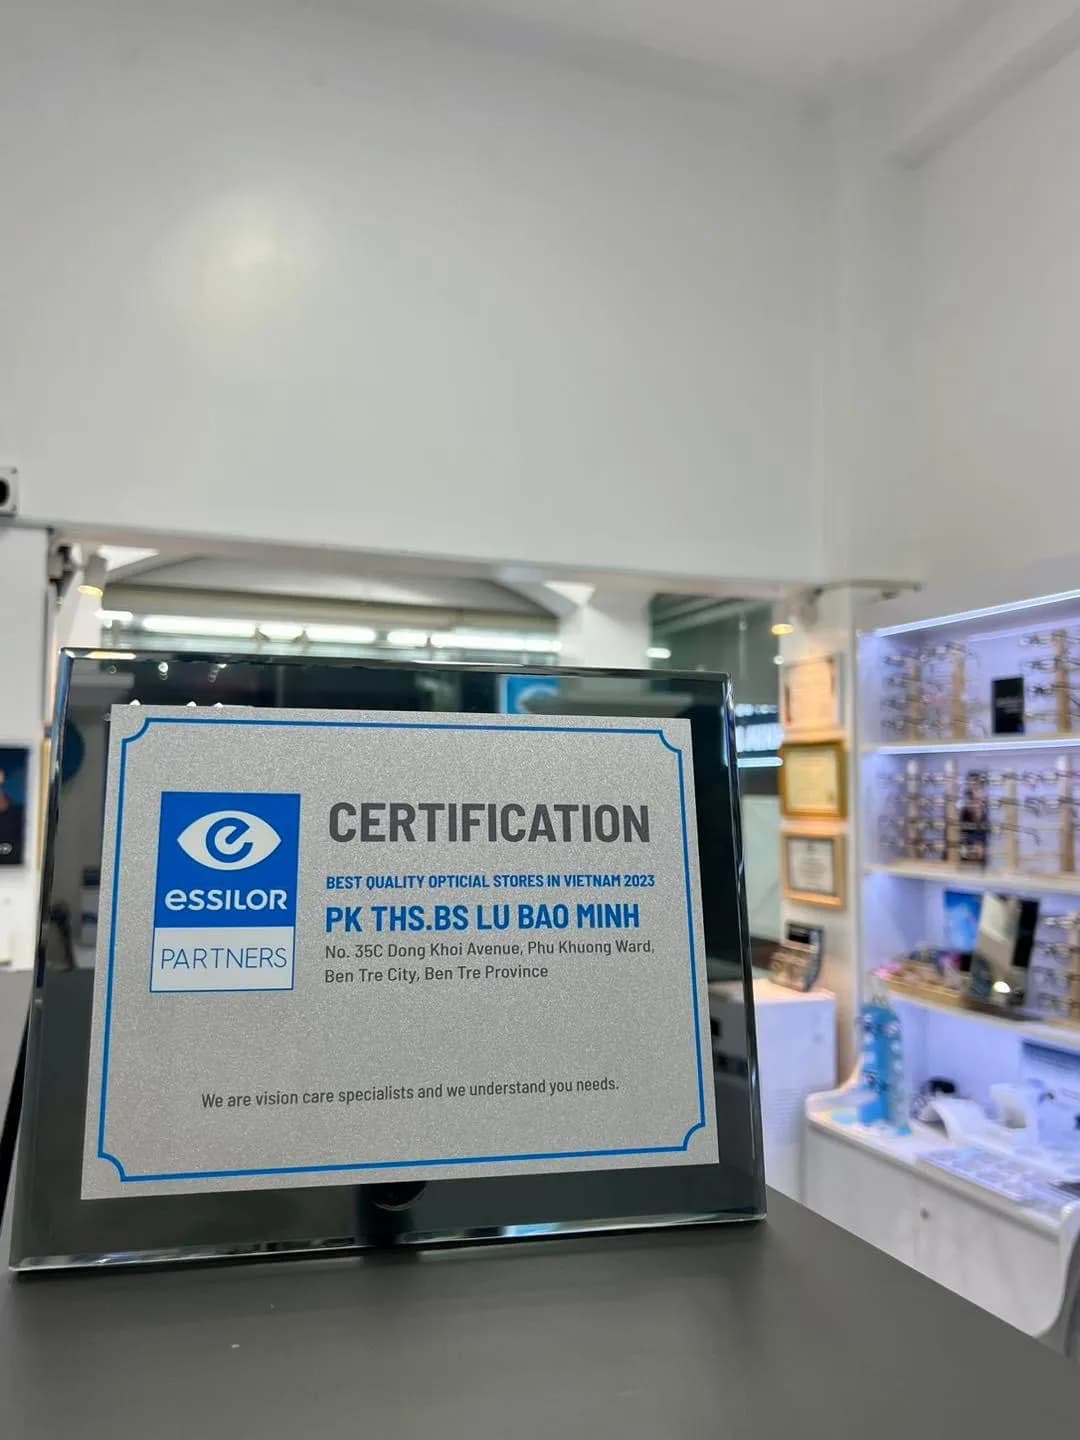 CERTIFICATION
BEST QUALITY OPTICIAL STORES IN VIETNAM 2023
PK THS.BS LU BAO MINH
No. 35C Dong Khoi Avenue, Phu Khuong Ward,
Ben Tre City, Ben Tre Province
essilor
PARTNERS
We are vision care specialists and we understand you needs.